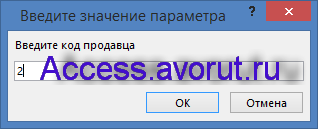 Введите значение параметра
Введите код продавца
2
Access.avorut.ru
ОК
Отмена